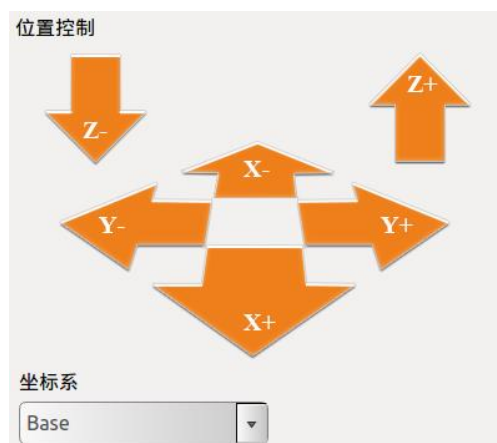 位置控制
Z-
Z+
X-
Y-
Y+
X+
坐标系
Base